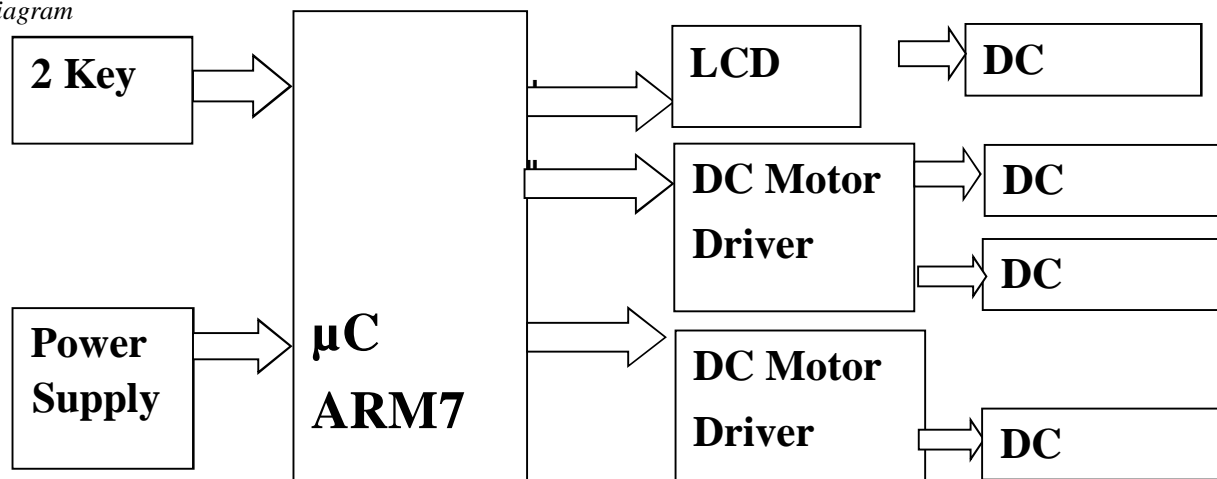 iagram
2 Key
LCD
DC
DC Motor
Driver
DC
DC
Power
Supply
µC
ARM7
DC Motor
Driver
DC